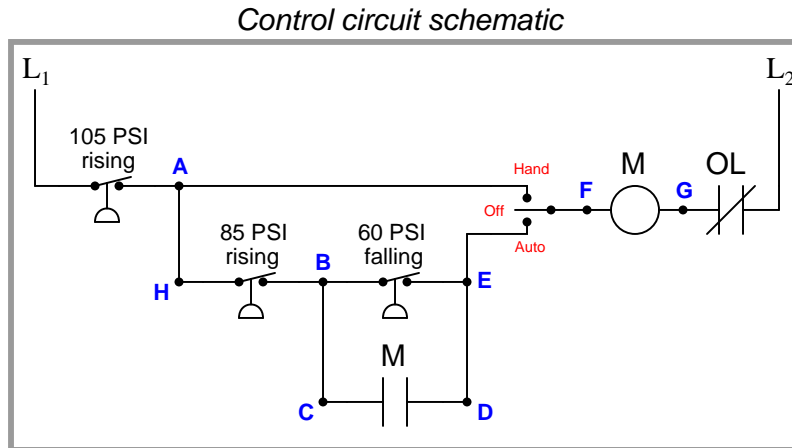 Control circuit schematic
L1
L2
105 PSI
rising
A
Hand
M
OL
F
G
Off
85 PSI
rising
60 PSI
falling
Auto
B
H
E
M
C
D